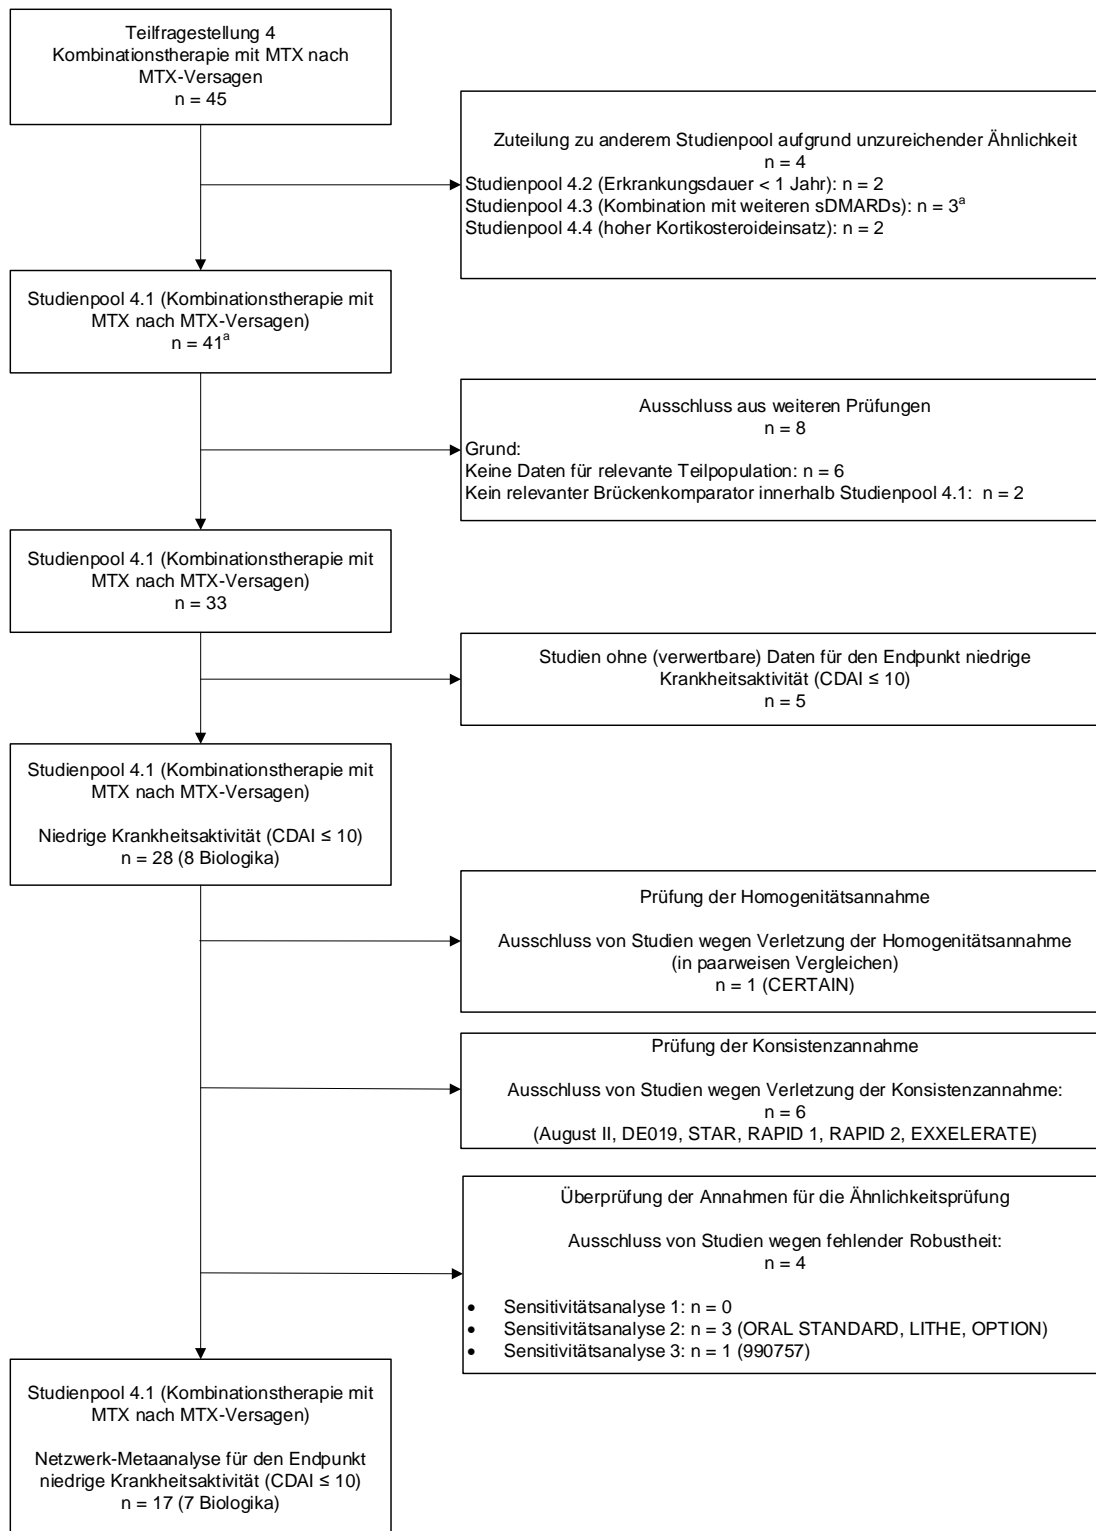 Teilfragestellung 4
Kombinationstherapie mit MTX nach
MTX-Versagen
n = 45
Zuteilung zu anderem Studienpool aufgrund unzureichender Ähnlichkeit
n = 4
Studienpool 4.2 (Erkrankungsdauer < 1 Jahr): n = 2
Studienpool 4.3 (Kombination mit weiteren sDMARDs): n = 3ª
Studienpool 4.4 (hoher Kortikosteroideinsatz): n = 2
Studienpool 4.1 (Kombinationstherapie mit
MTX nach MTX-Versagen)
n = 41ª
Ausschluss aus weiteren Prüfungen
n = 8
Grund:
Keine Daten für relevante Teilpopulation: n = 6
Kein relevanter Brückenkomparator innerhalb Studienpool 4.1: n = 2
Studienpool 4.1 (Kombinationstherapie mit
MTX nach MTX-Versagen)
n = 33
Studien ohne (verwertbare) Daten für den Endpunkt niedrige
Krankheitsaktivität (CDAI ≤ 10)
n = 5
Studienpool 4.1 (Kombinationstherapie mit
MTX nach MTX-Versagen)
Niedrige Krankheitsaktivität (CDAI ≤ 10)
n = 28 (8 Biologika)
Prüfung der Homogenitätsannahme
Ausschluss von Studien wegen Verletzung der Homogenitätsannahme
(in paarweisen Vergleichen)
n = 1 (CERTAIN)
Prüfung der Konsistenzannahme
Ausschluss von Studien wegen Verletzung der Konsistenzannahme:
n = 6
(August II, DE019, STAR, RAPID 1, RAPID 2, EXXELERATE)
Überprüfung der Annahmen für die Ähnlichkeitsprüfung
Ausschluss von Studien wegen fehlender Robustheit:
n = 4
• Sensitivitätsanalyse 1: n = 0
• Sensitivitätsanalyse 2: n = 3 (ORAL STANDARD, LITHE, OPTION)
• Sensitivitätsanalyse 3: n = 1 (990757)
Studienpool 4.1 (Kombinationstherapie mit
MTX nach MTX-Versagen)
Netzwerk-Metaanalyse für den Endpunkt
niedrige Krankheitsaktivität (CDAI ≤ 10)
n = 17 (7 Biologika)